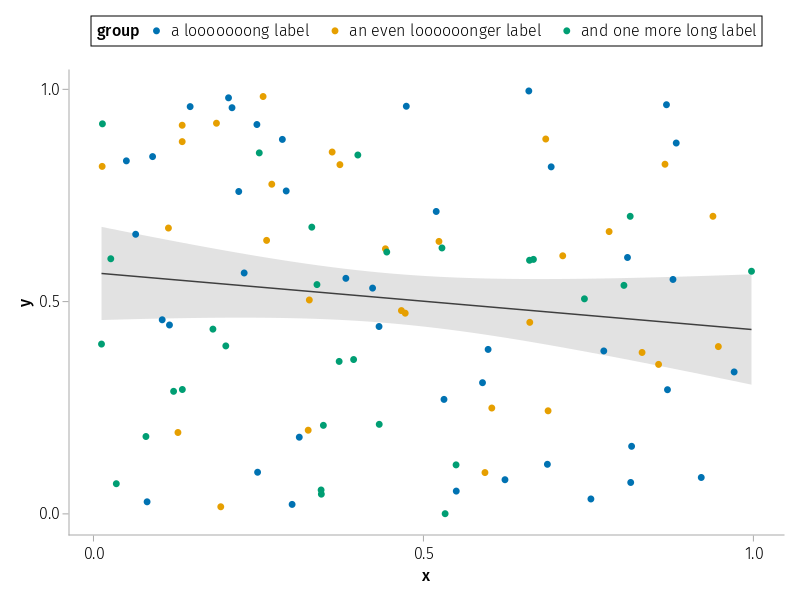 group a looooooong label an even loooooonger label and one more long label
1.0
y 0.5
0.0
0.0 0.5 1.0
x